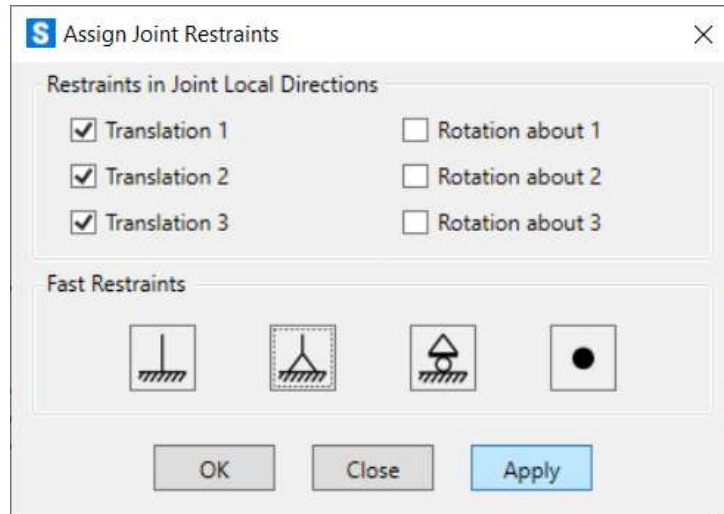 S Assign Joint Restraints
Restraints in Joint Local Directions
Translation 1 Rotation about 1
Translation 2 Rotation about 2
Translation 3 Rotation about 3
Fast Restraints
OK Close Apply